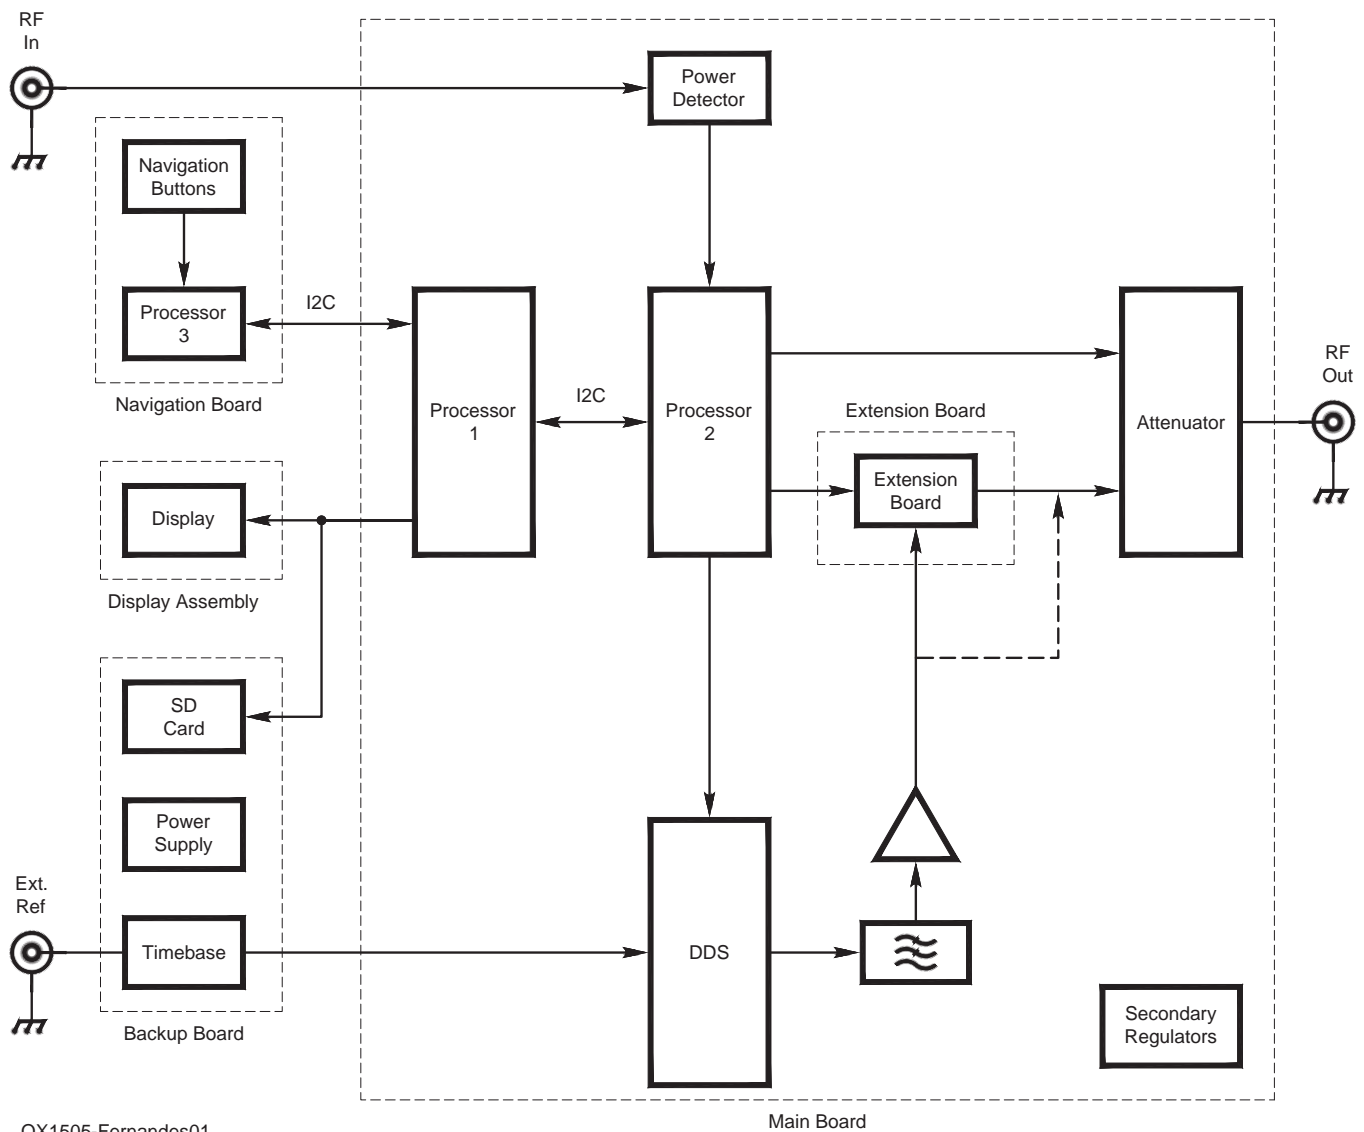 RF
In
Power
Detector
Navigation
Buttons
Processor
3
I2C
Navigation Board
Processor
1
I2C
Processor
2
Extension Board
Extension
Board
Attenuator
RF
Out
Display
Display Assembly
SD
Card
Power
Supply
Ext.
Ref
Timebase
Backup Board
DDS
Secondary
Regulators
Main Board
QX1505-Fernandes01